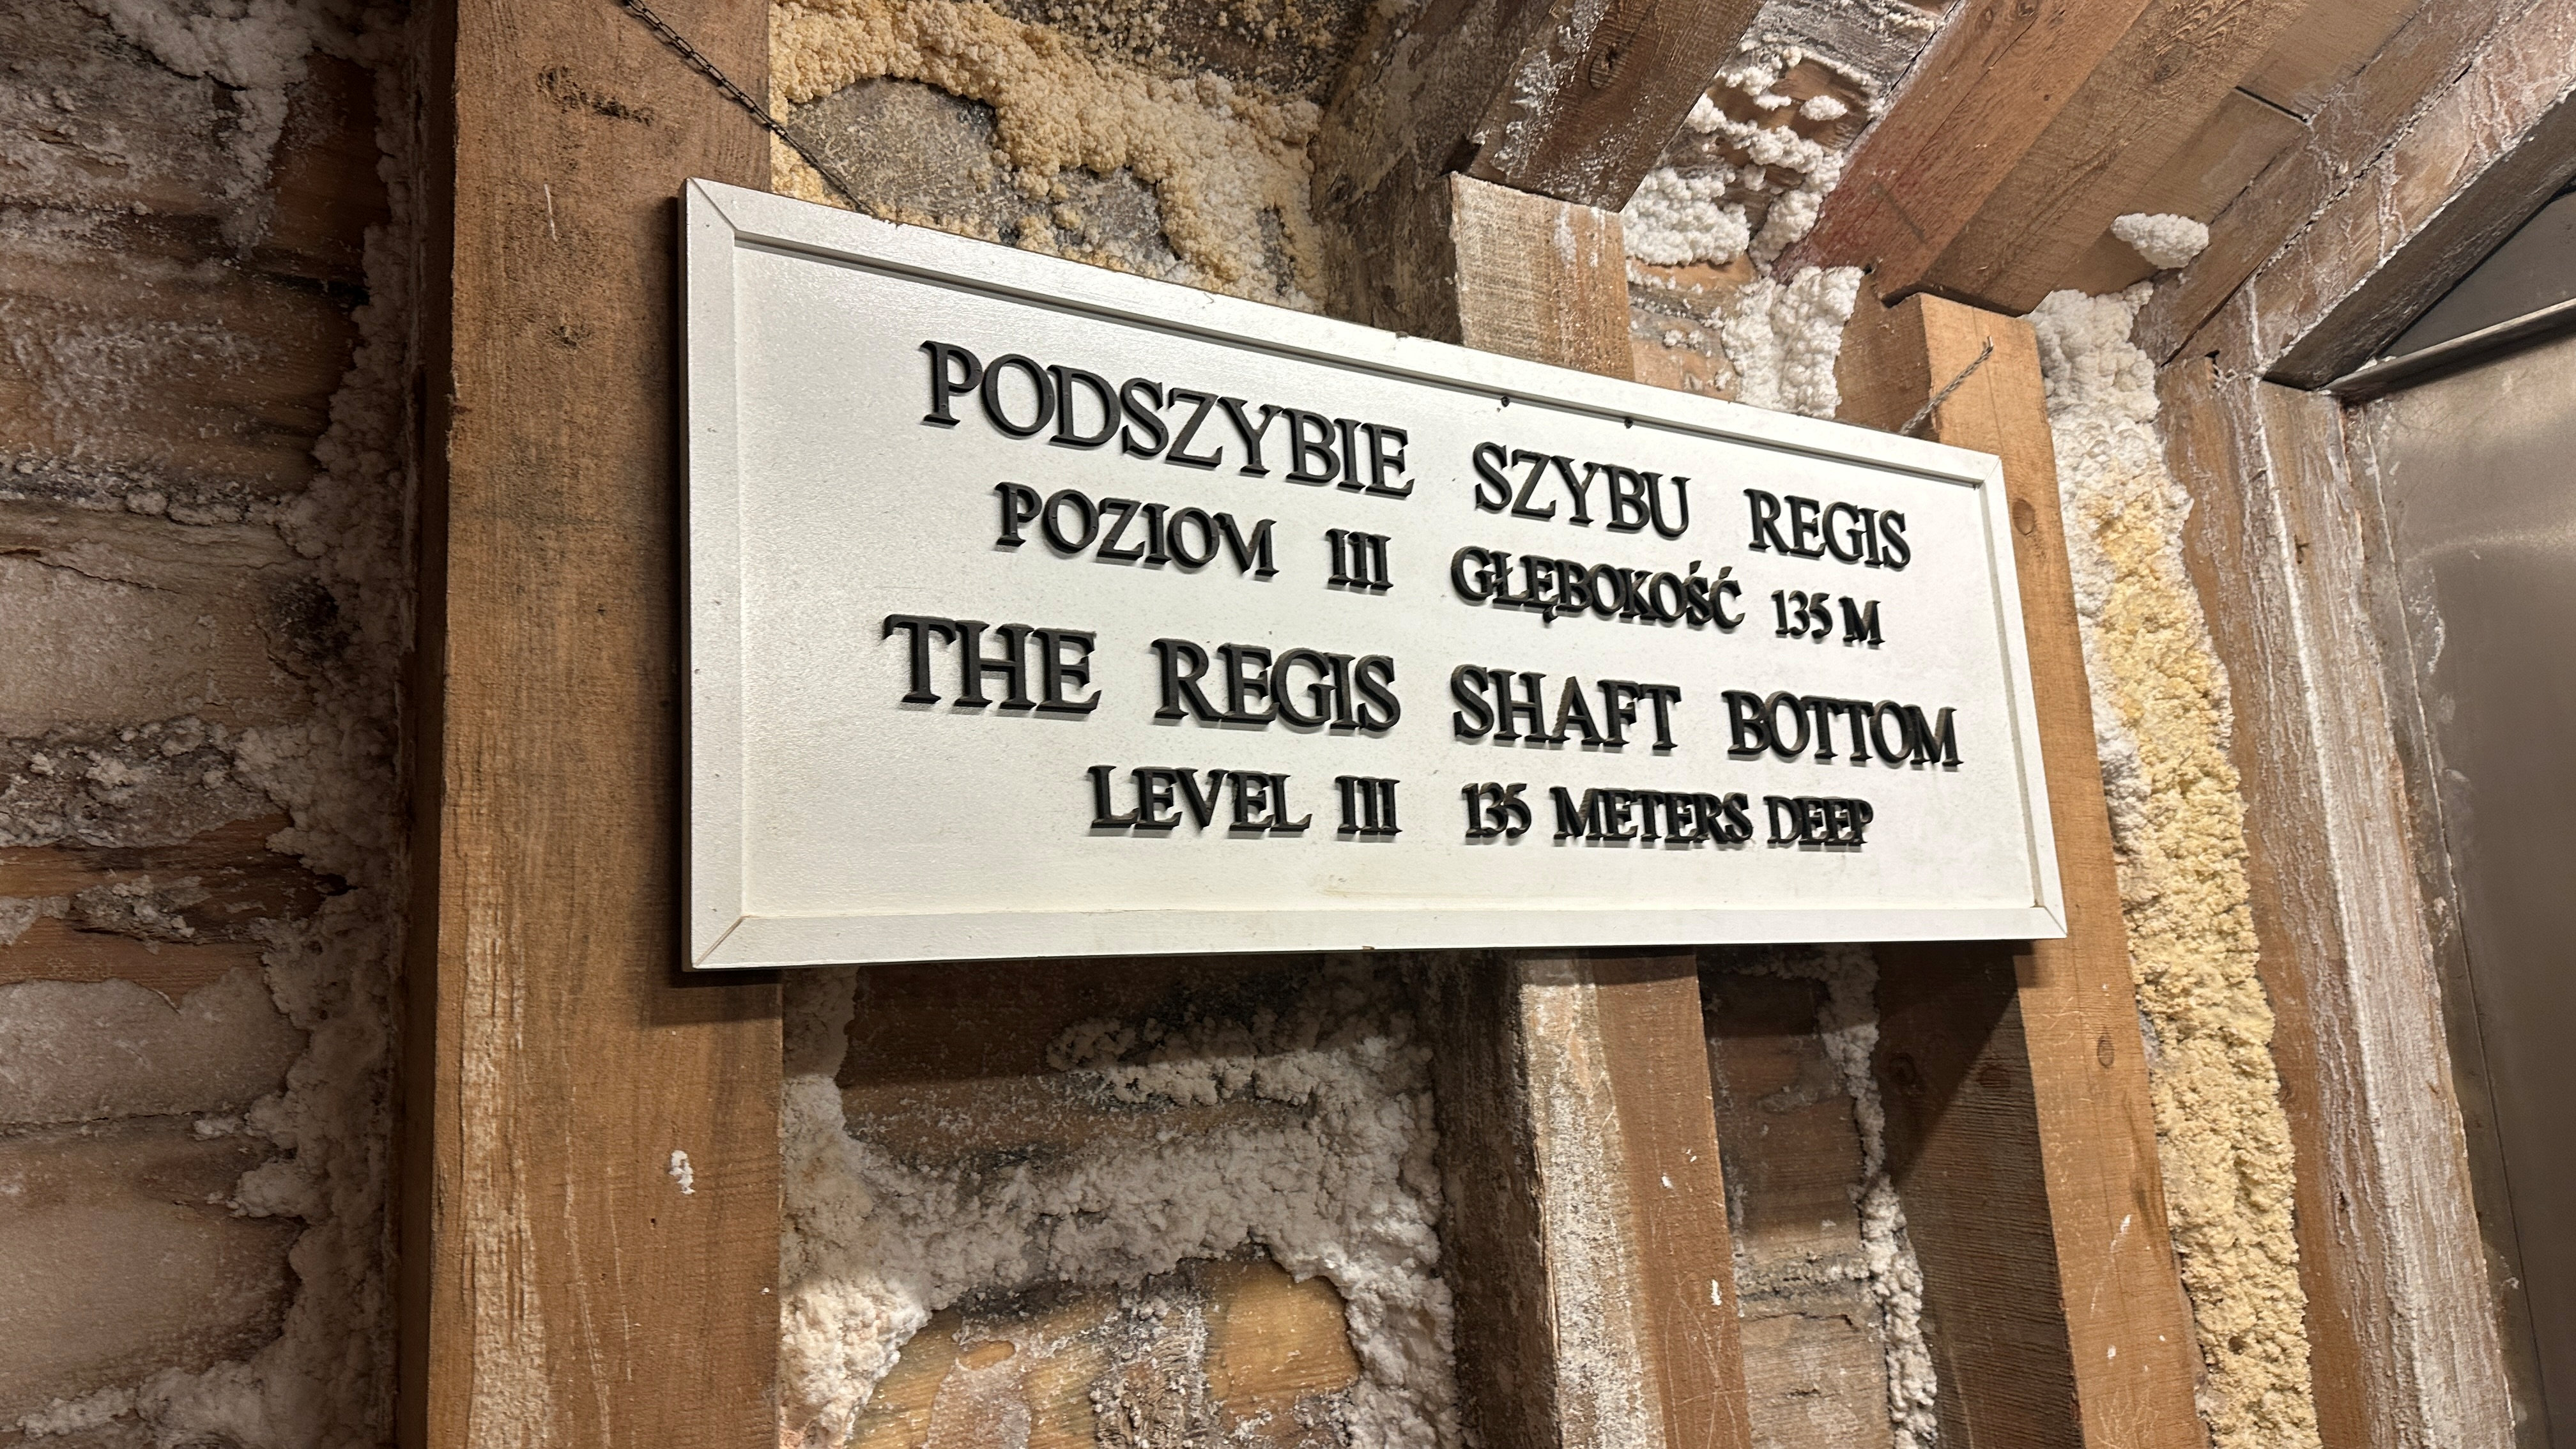 PODSZYBIE SZYBU REGIS
POZIOM III GŁĘBOKOŚĆ 135 M
THE REGIS SHAFT BOTTOM
LEVEL III 135 METERS DEEP